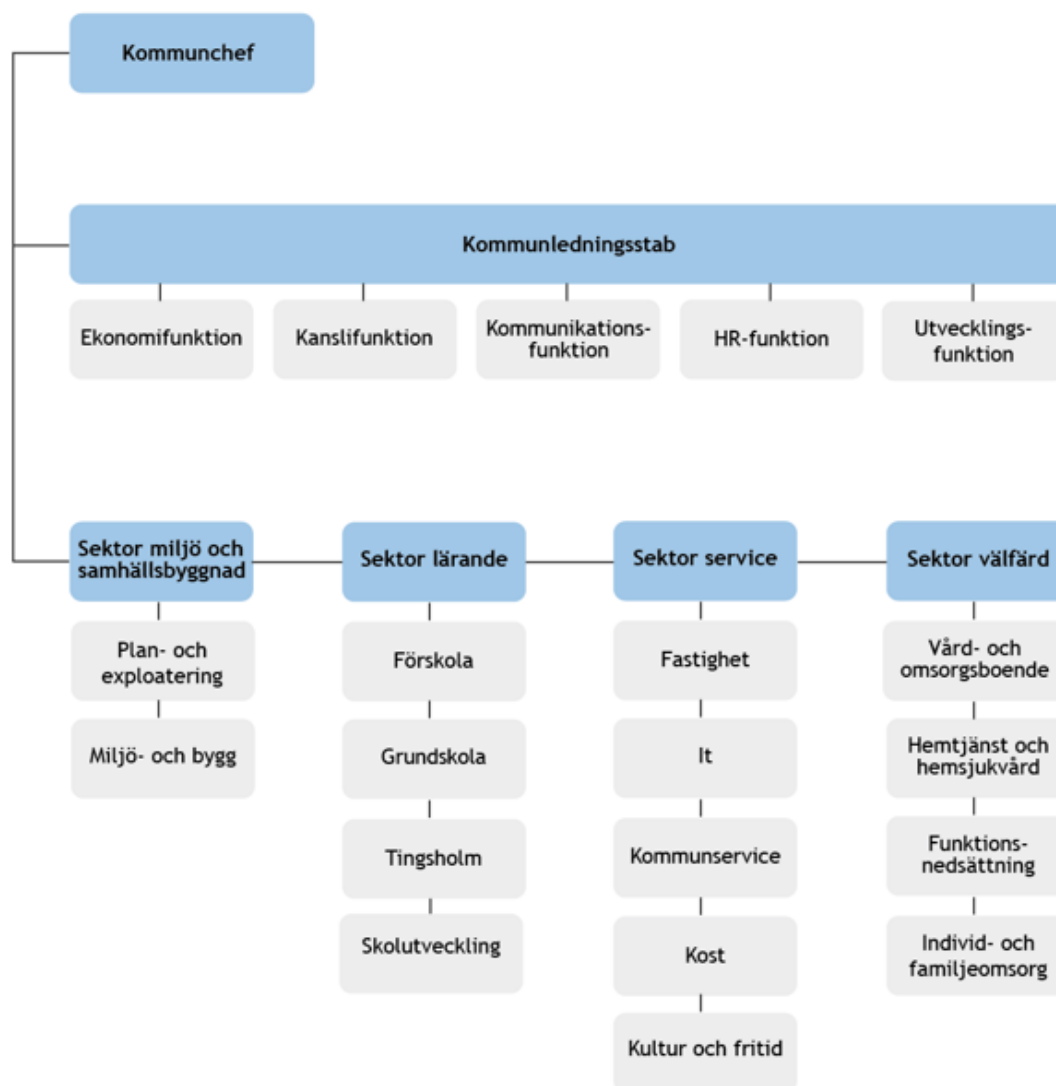 Kommunchef
Kommunledningsstab
Ekonomifunktion
Kanslifunktion
Kommunikations-
funktion
HR-funktion
Utvecklings-
funktion
Sektor miljö och
samhällsbyggnad
Plan- och
exploatering
Miljö- och bygg
Sektor lärande
Förskola
Grundskola
Tingsholm
Skolutveckling
Sektor service
Fastighet
It
Kommunservice
Kost
Kultur och fritid
Sektor välfärd
Vård- och
omsorgsboende
Hemtjänst och
hemsjukvård
Funktions-
nedsättning
Individ- och
familjeomsorg